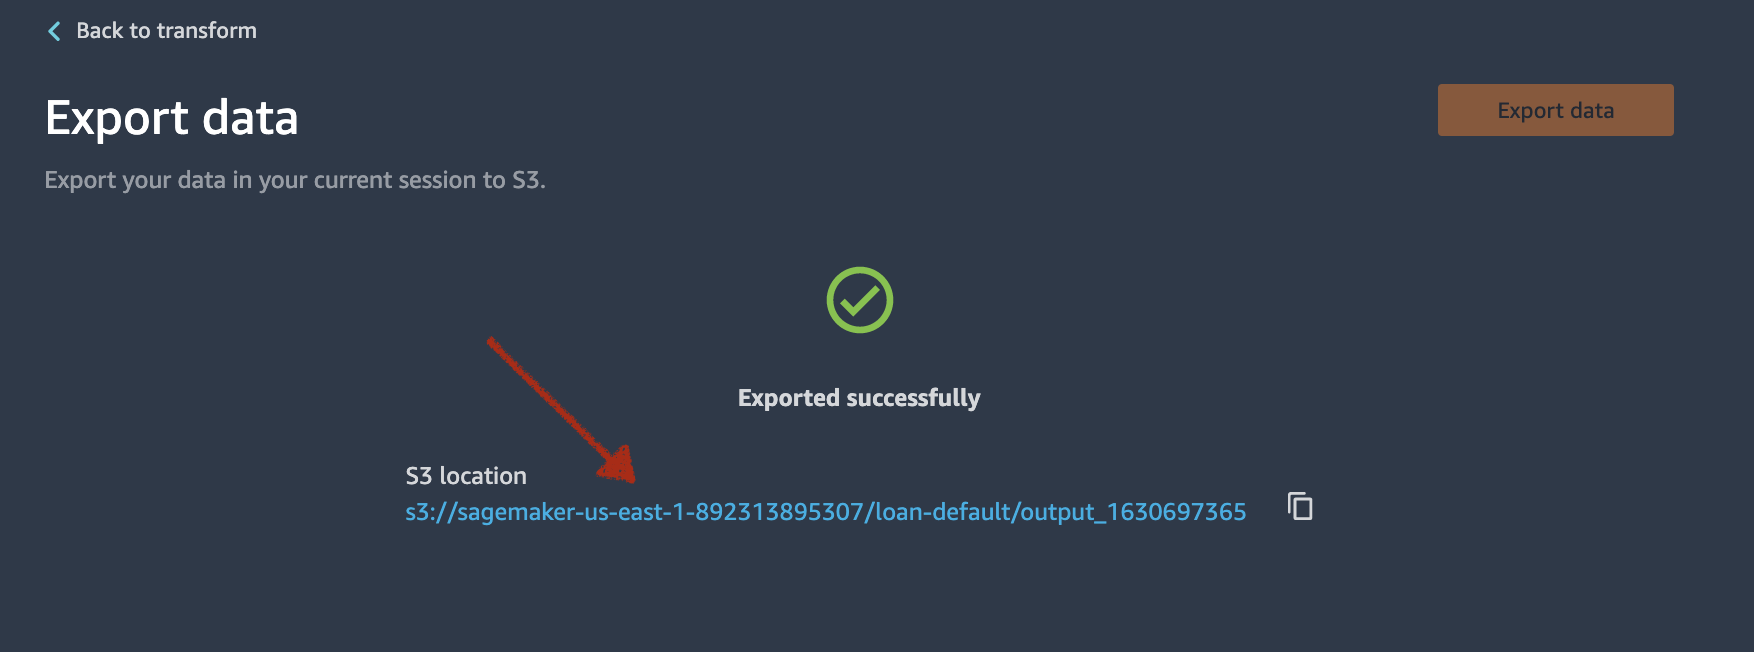 Back to transform
Export data
Export data
Export your data in your current session to S3.
Exported successfully
S3 location
s3://sagemaker-us-east-1-892313895307/loan-default/output_1630697365